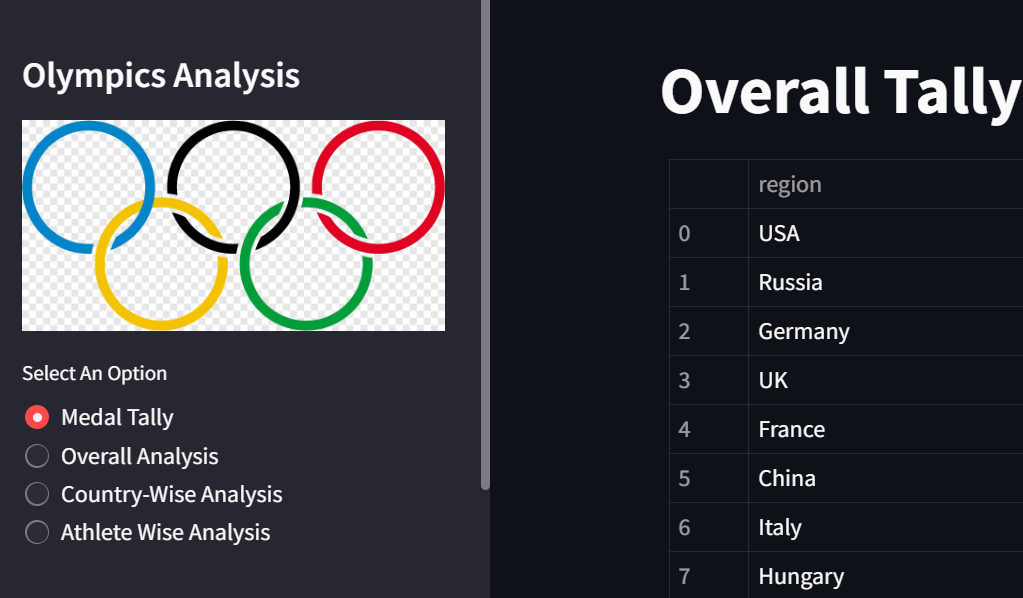 Olympics Analysis
Select An Option
Medal Tally
Overall Analysis
Country-Wise Analysis
Athlete Wise Analysis
Overall Tally
region
0 USA
1 Russia
2 Germany
3 UK
4 France
5 China
6 Italy
7 Hungary